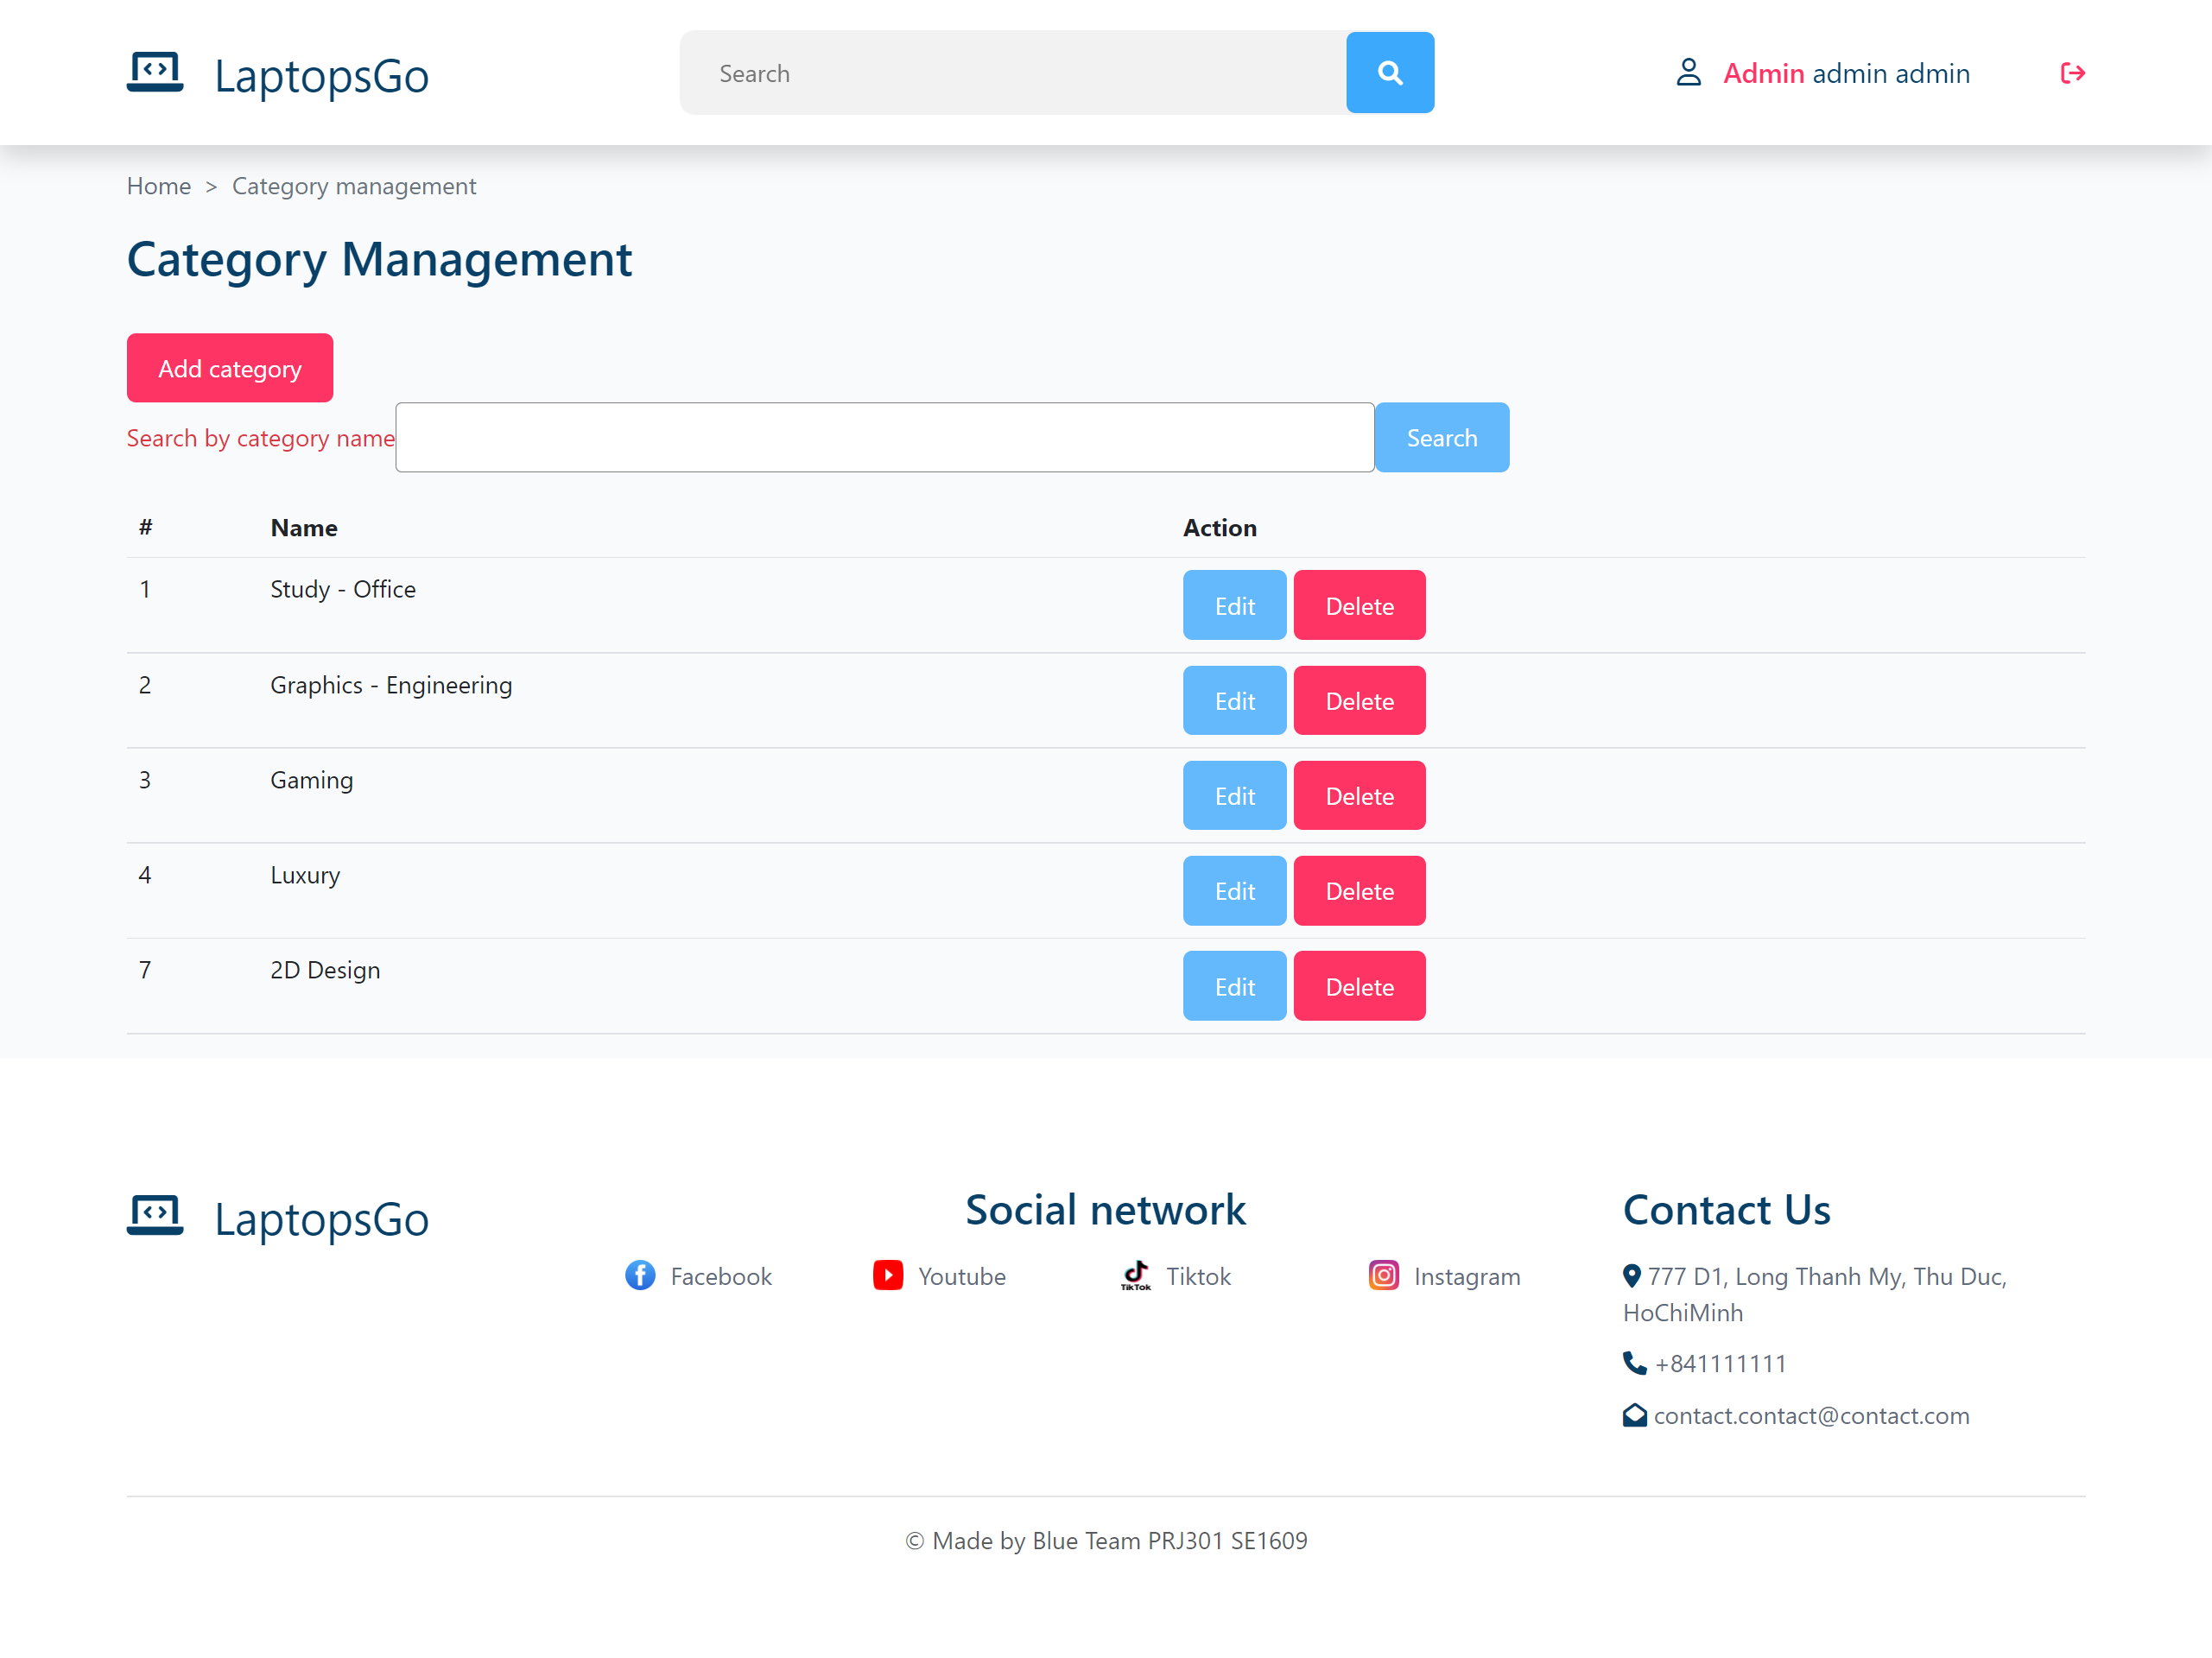 LaptopsGo
Search
Admin admin admin
Home > Category management
Category Management
Add category
Search by category name
Search
# Name Action
1 Study - Office Edit Delete
2 Graphics - Engineering Edit Delete
3 Gaming Edit Delete
4 Luxury Edit Delete
7 2D Design Edit Delete
LaptopsGo
Social network
Facebook
Youtube
TikTok
Tiktok
Instagram
Contact Us
777 D1, Long Thanh My, Thu Duc,
HoChiMinh
+841111111
contact.contact@contact.com
© Made by Blue Team PRJ301 SE1609